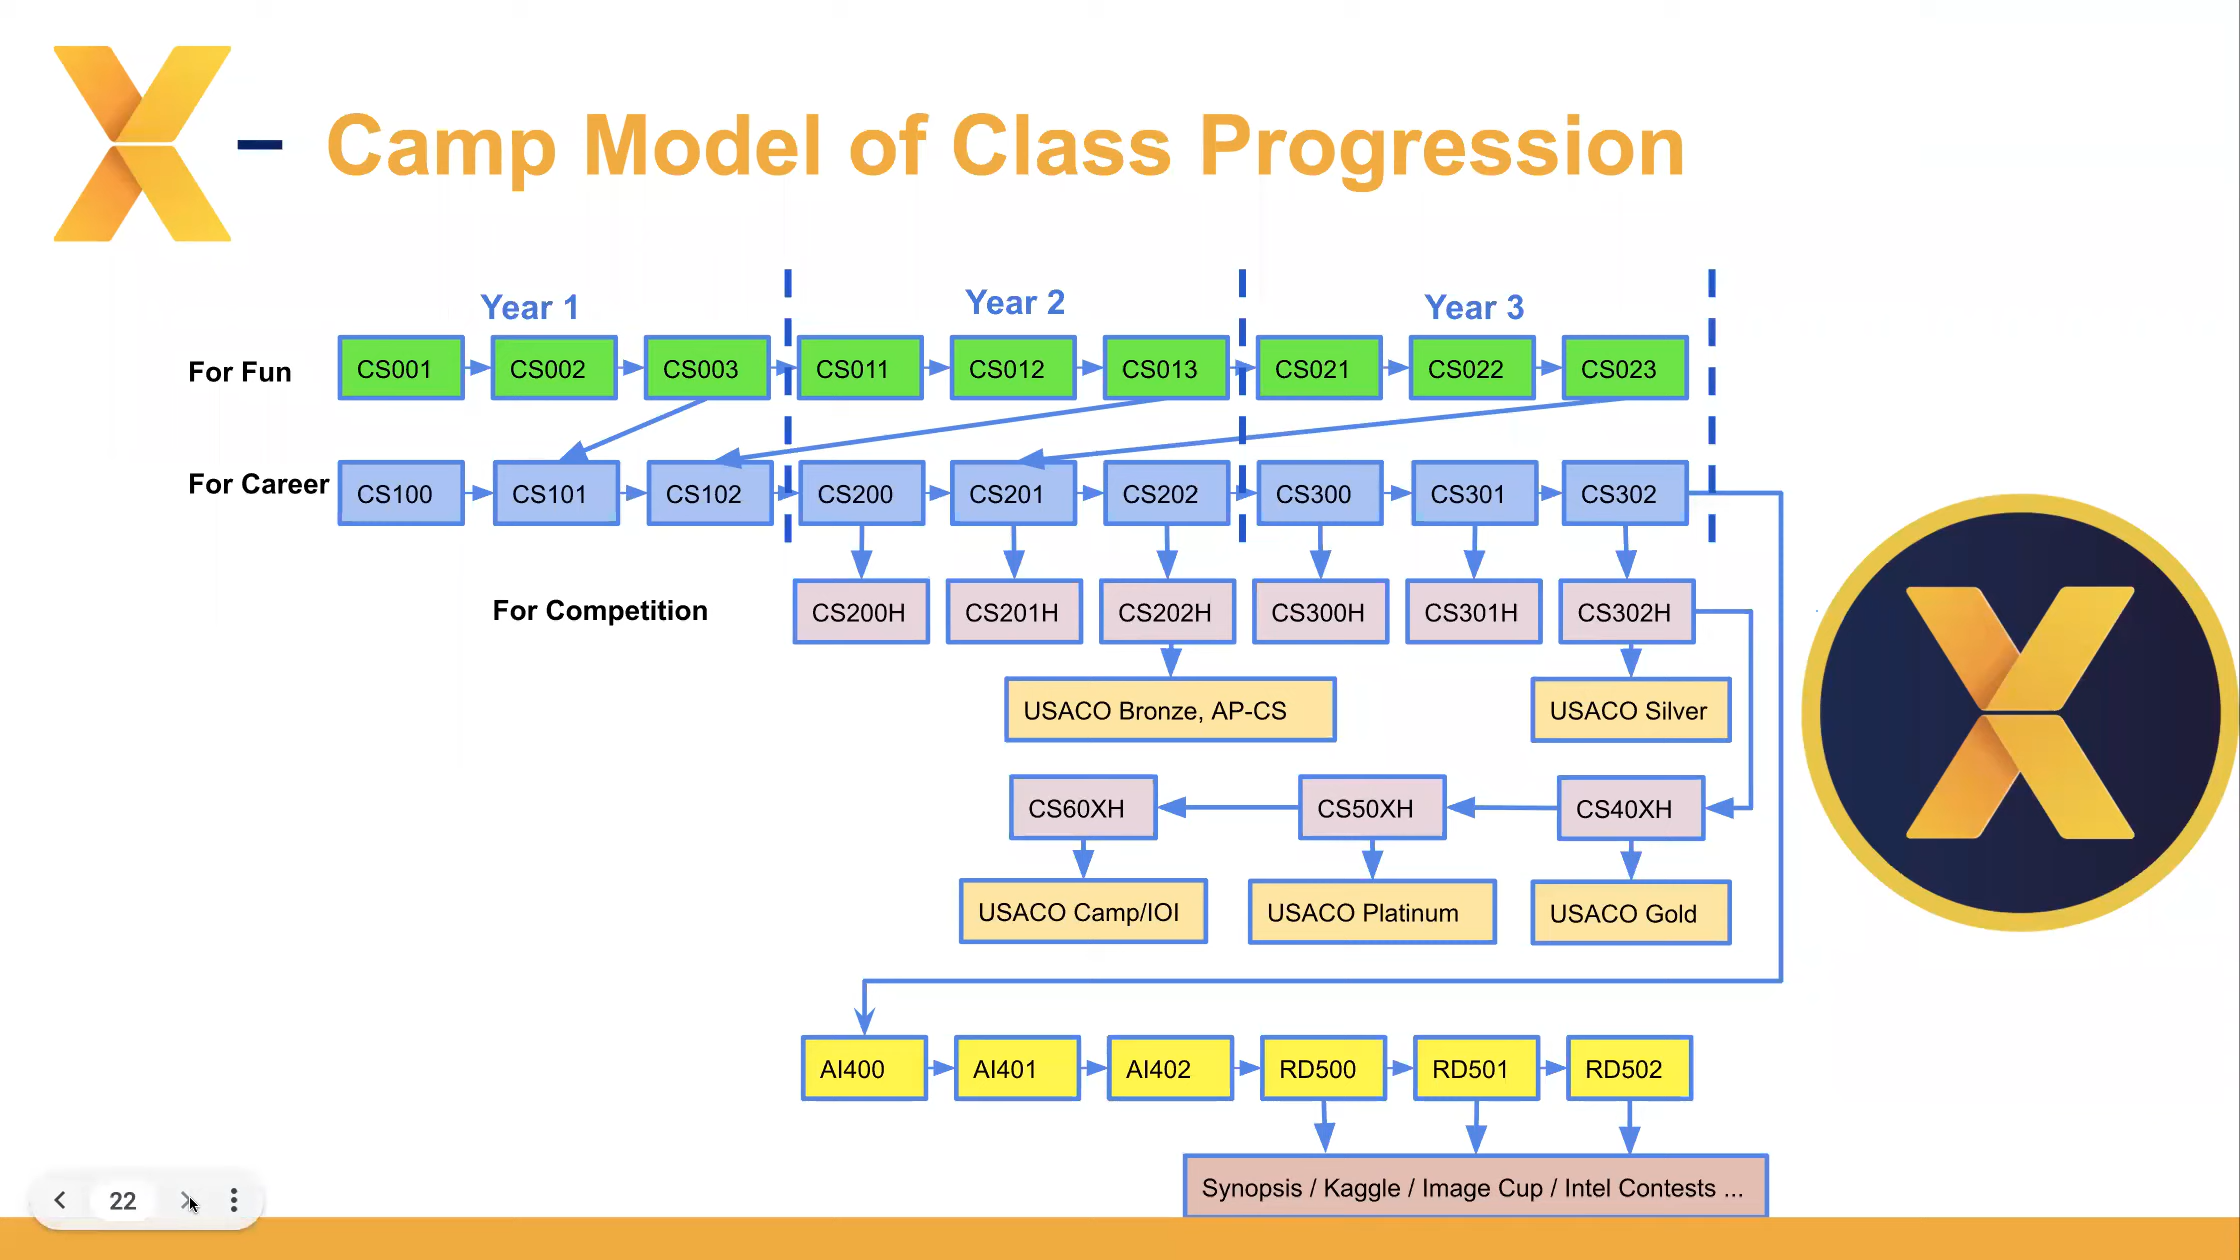 X – Camp Model of Class Progression
Year 1
Year 2
Year 3
For Fun
CS001
CS002
CS003
CS011
CS012
CS013
CS021
CS022
CS023
For Career
CS100
CS101
CS102
CS200
CS201
CS202
CS300
CS301
CS302
For Competition
CS200H
CS201H
CS202H
CS300H
CS301H
CS302H
USACO Bronze, AP-CS
USACO Silver
CS60XH
CS50XH
CS40XH
USACO Camp/IOI
USACO Platinum
USACO Gold
AI400
AI401
AI402
RD500
RD501
RD502
Synopsis / Kaggle / Image Cup / Intel Contests ...
22